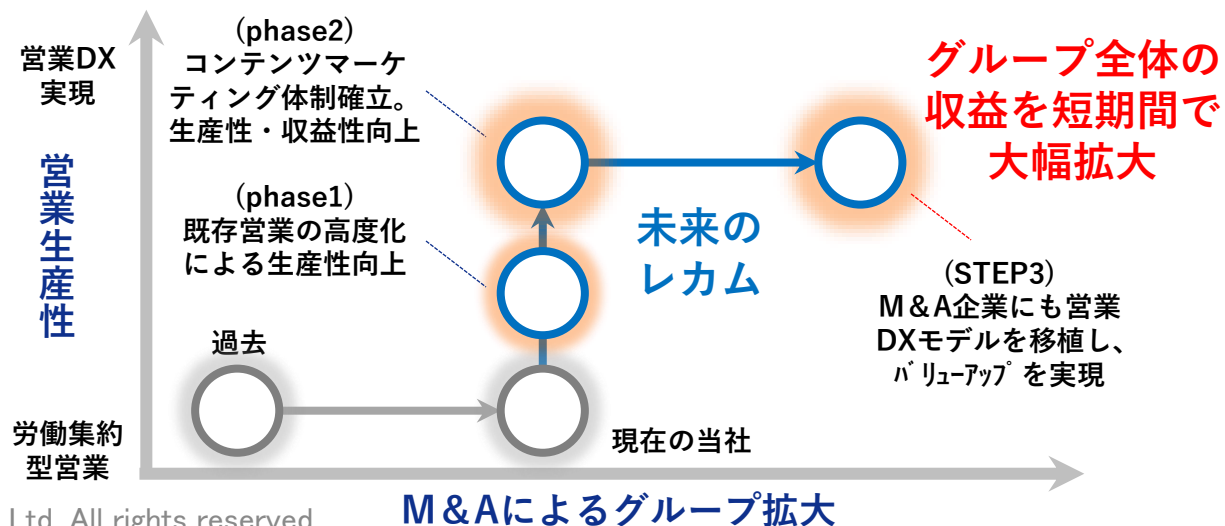 (phase2)
コンテンツマーケ
ティング体制確立。
生産性・収益性向上
営業DX
実現
グループ全体の
収益を短期間で
大幅拡大
営業生産性
(phase1)
既存営業の高度化
による生産性向上
未来の
レカム
(STEP3)
M&A企業にも営業
DXモデルを移植し、
ﾊﾞﾘｭｰｱｯﾌﾟを実現
過去
労働集約
型営業
現在の当社
M&Aによるグループ拡大
Ltd. All rights reserved